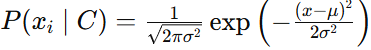 P(x_i | C) = \frac{1}{\sqrt{2\pi\sigma^2}} \exp\left(-\frac{(x-\mu)^2}{2\sigma^2}\right)